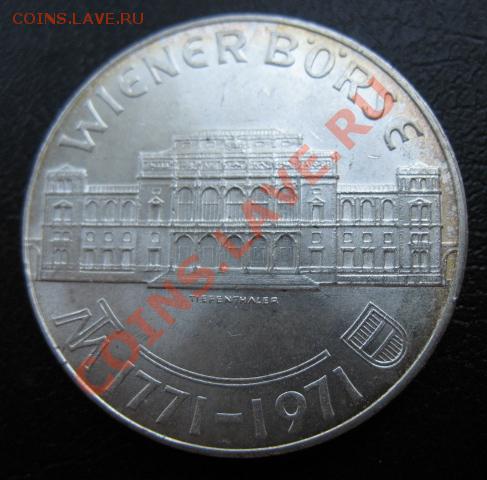 COINS.LAVE.RU
WIENER BÖRSE
COINS.LAVE.RU
TIEFENTHALER
1771-1971